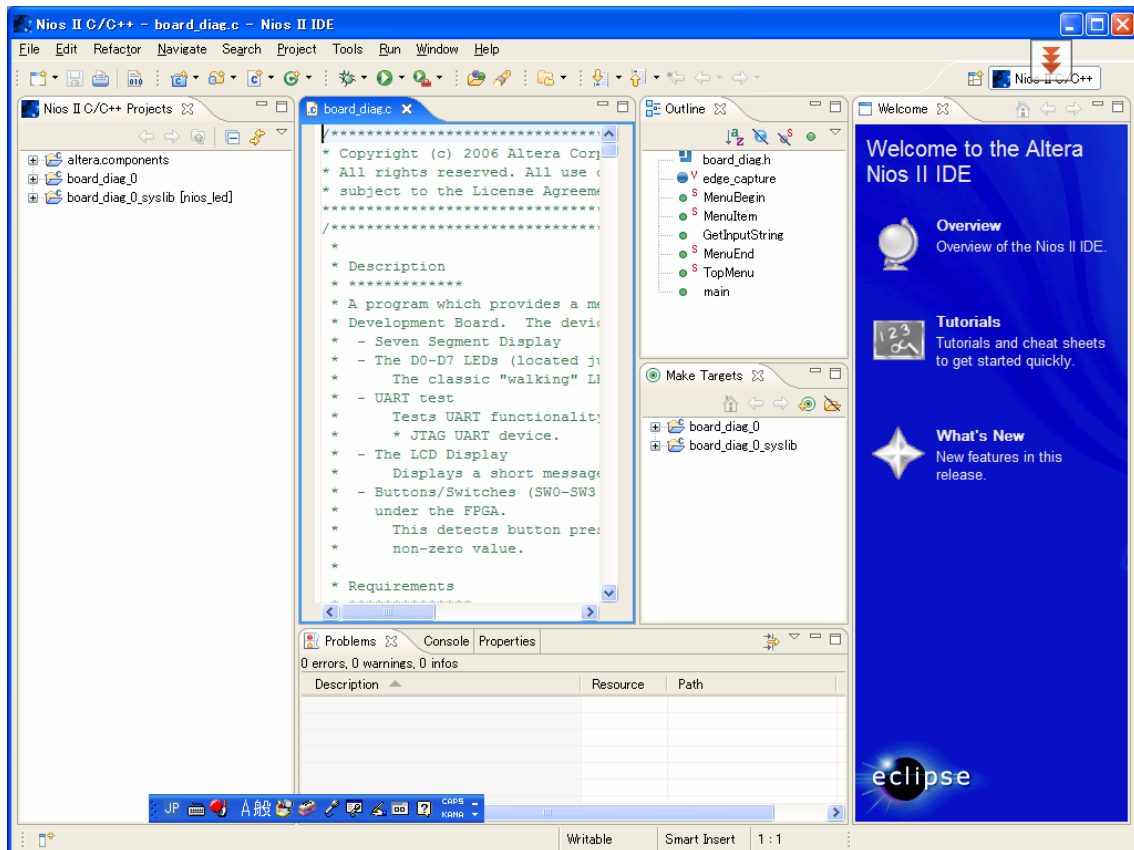 Nios II C/C++ - board_diag.c - Nios II IDE
File Edit Refactor Navigate Search Project Tools Run Window Help
Nios II C/C++
Nios II C/C++ Projects
altera.components
board_diag_0
board_diag_0_syslib [nios_led]
board_diag.c
/*******************************
* Copyright (c) 2006 Altera Corp
* All rights reserved. All use o
* subject to the License Agreeme
********************************
/*******************************
*
* Description
* *************
* A program which provides a me
* Development Board.  The devic
*  - Seven Segment Display
*  - The D0-D7 LEDs (located ju
*      The classic "walking" LE
*  - UART test
*      Tests UART functionality
*      * JTAG UART device.
*  - The LCD Display
*      Displays a short message
*  - Buttons/Switches (SW0-SW3
*    under the FPGA.
*      This detects button pres
*      non-zero value.
*
* Requirements
Outline
board_diag.h
edge_capture
MenuBegin
MenuItem
GetInputString
MenuEnd
TopMenu
main
Make Targets
board_diag_0
board_diag_0_syslib
Welcome
Welcome to the Altera
Nios II IDE
Overview
Overview of the Nios II IDE.
Tutorials
Tutorials and cheat sheets
to get started quickly.
What's New
New features in this
release.
eclipse
Problems Console Properties
0 errors, 0 warnings, 0 infos
Description Resource Path
JP A 般 CAPS
KANA
Writable Smart Insert 1 : 1